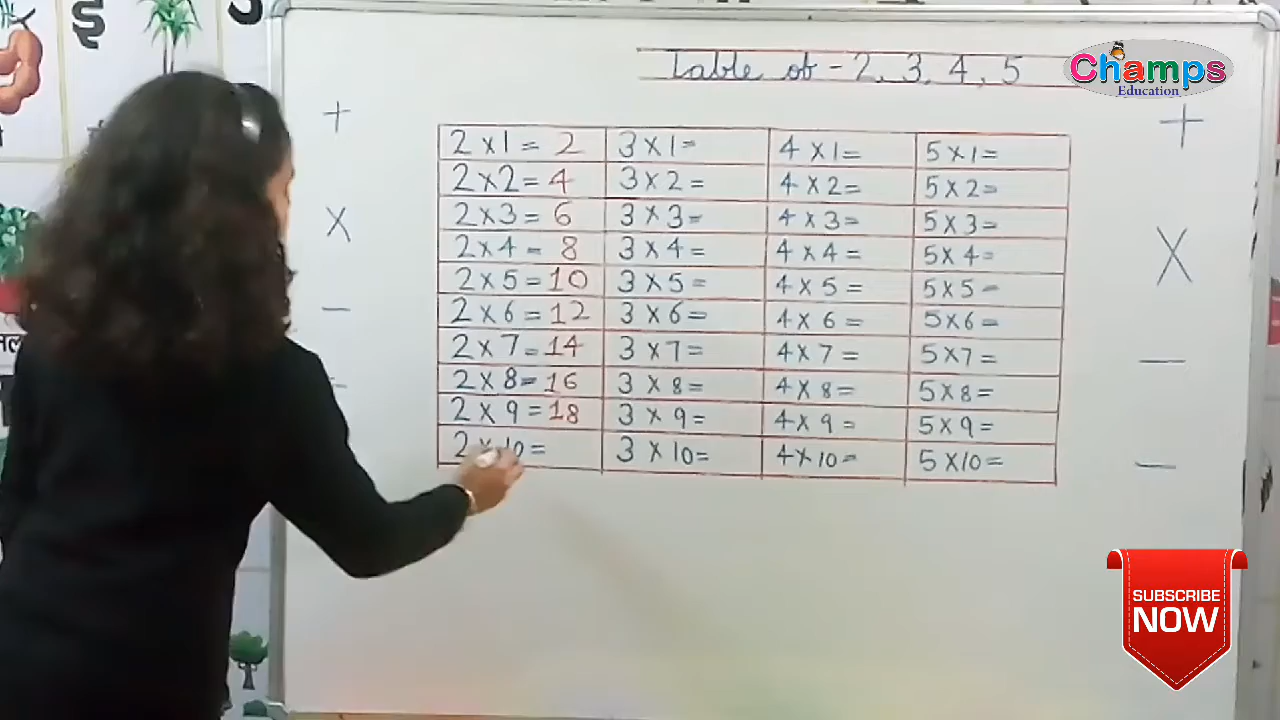 Table of - 2, 3, 4, 5
Champs
Education
+ +
2 x 1 = 2 3 x 1 = 4 x 1 = 5 x 1 =
2 x 2 = 4 3 x 2 = 4 x 2 = 5 x 2 =
x x
2 x 3 = 6 3 x 3 = 4 x 3 = 5 x 3 =
2 x 4 = 8 3 x 4 = 4 x 4 = 5 x 4 =
2 x 5 = 10 3 x 5 = 4 x 5 = 5 x 5 =
- -
2 x 6 = 12 3 x 6 = 4 x 6 = 5 x 6 =
2 x 7 = 14 3 x 7 = 4 x 7 = 5 x 7 =
2 x 8 = 16 3 x 8 = 4 x 8 = 5 x 8 =
2 x 9 = 18 3 x 9 = 4 x 9 = 5 x 9 =
2 x 10 = 3 x 10 = 4 x 10 = 5 x 10 =
SUBSCRIBE
NOW